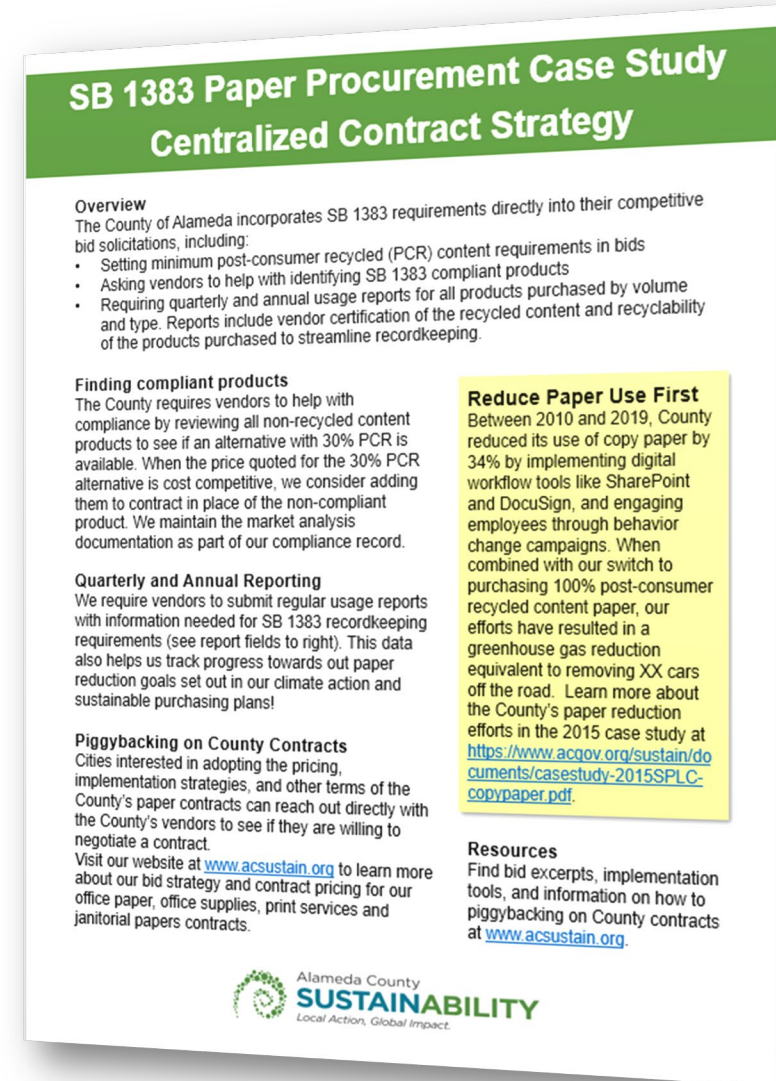 SB 1383 Paper Procurement Case Study
Centralized Contract Strategy
Overview
The County of Alameda incorporates SB 1383 requirements directly into their competitive
bid solicitations, including:
• Setting minimum post-consumer recycled (PCR) content requirements in bids
• Asking vendors to help with identifying SB 1383 compliant products
• Requiring quarterly and annual usage reports for all products purchased by volume
and type. Reports include vendor certification of the recycled content and recyclability
of the products purchased to streamline recordkeeping.
Finding compliant products
The County requires vendors to help with
compliance by reviewing all non-recycled content
products to see if an alternative with 30% PCR is
available. When the price quoted for the 30% PCR
alternative is cost competitive, we consider adding
them to contract in place of the non-compliant
product. We maintain the market analysis
documentation as part of our compliance record.
Quarterly and Annual Reporting
We require vendors to submit regular usage reports
with information needed for SB 1383 recordkeeping
requirements (see report fields to right). This data
also helps us track progress towards out paper
reduction goals set out in our climate action and
sustainable purchasing plans!
Piggybacking on County Contracts
Cities interested in adopting the pricing,
implementation strategies, and other terms of the
County's paper contracts can reach out directly with
the County's vendors to see if they are willing to
negotiate a contract.
Visit our website at www.acsustain.org to learn more
about our bid strategy and contract pricing for our
office paper, office supplies, print services and
janitorial papers contracts.
Reduce Paper Use First
Between 2010 and 2019, County
reduced its use of copy paper by
34% by implementing digital
workflow tools like SharePoint
and DocuSign, and engaging
employees through behavior
change campaigns. When
combined with our switch to
purchasing 100% post-consumer
recycled content paper, our
efforts have resulted in a
greenhouse gas reduction
equivalent to removing XX cars
off the road. Learn more about
the County's paper reduction
efforts in the 2015 case study at
https://www.acgov.org/sustain/do
cuments/casestudy-2015SPLC-
copypaper.pdf.
Resources
Find bid excerpts, implementation
tools, and information on how to
piggybacking on County contracts
at www.acsustain.org.
Alameda County
SUSTAINABILITY
Local Action, Global Impact.